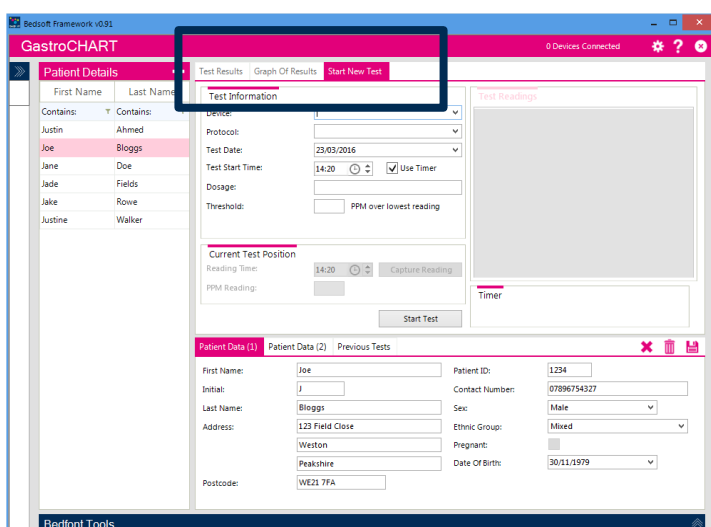 Bedsoft Framework v0.91
GastroCHART
0 Devices Connected
Patient Details
First Name Last Name
Contains: Contains:
Justin Ahmed
Joe Bloggs
Jane Doe
Jade Fields
Jake Rowe
Justine Walker
Test Results Graph Of Results Start New Test
Test Information
Device:
Protocol:
Test Date: 23/03/2016
Test Start Time: 14:20 Use Timer
Dosage:
Threshold: PPM over lowest reading
Current Test Position
Reading Time: 14:20 Capture Reading
PPM Reading:
Start Test
Test Readings
Timer
Patient Data (1) Patient Data (2) Previous Tests
First Name: Joe
Initial: J
Last Name: Bloggs
Address: 123 Field Close
Weston
Peakshire
Postcode: WE21 7FA
Patient ID: 1234
Contact Number: 07896754327
Sex: Male
Ethnic Group: Mixed
Pregnant:
Date Of Birth: 30/11/1979
Bedfont Tools